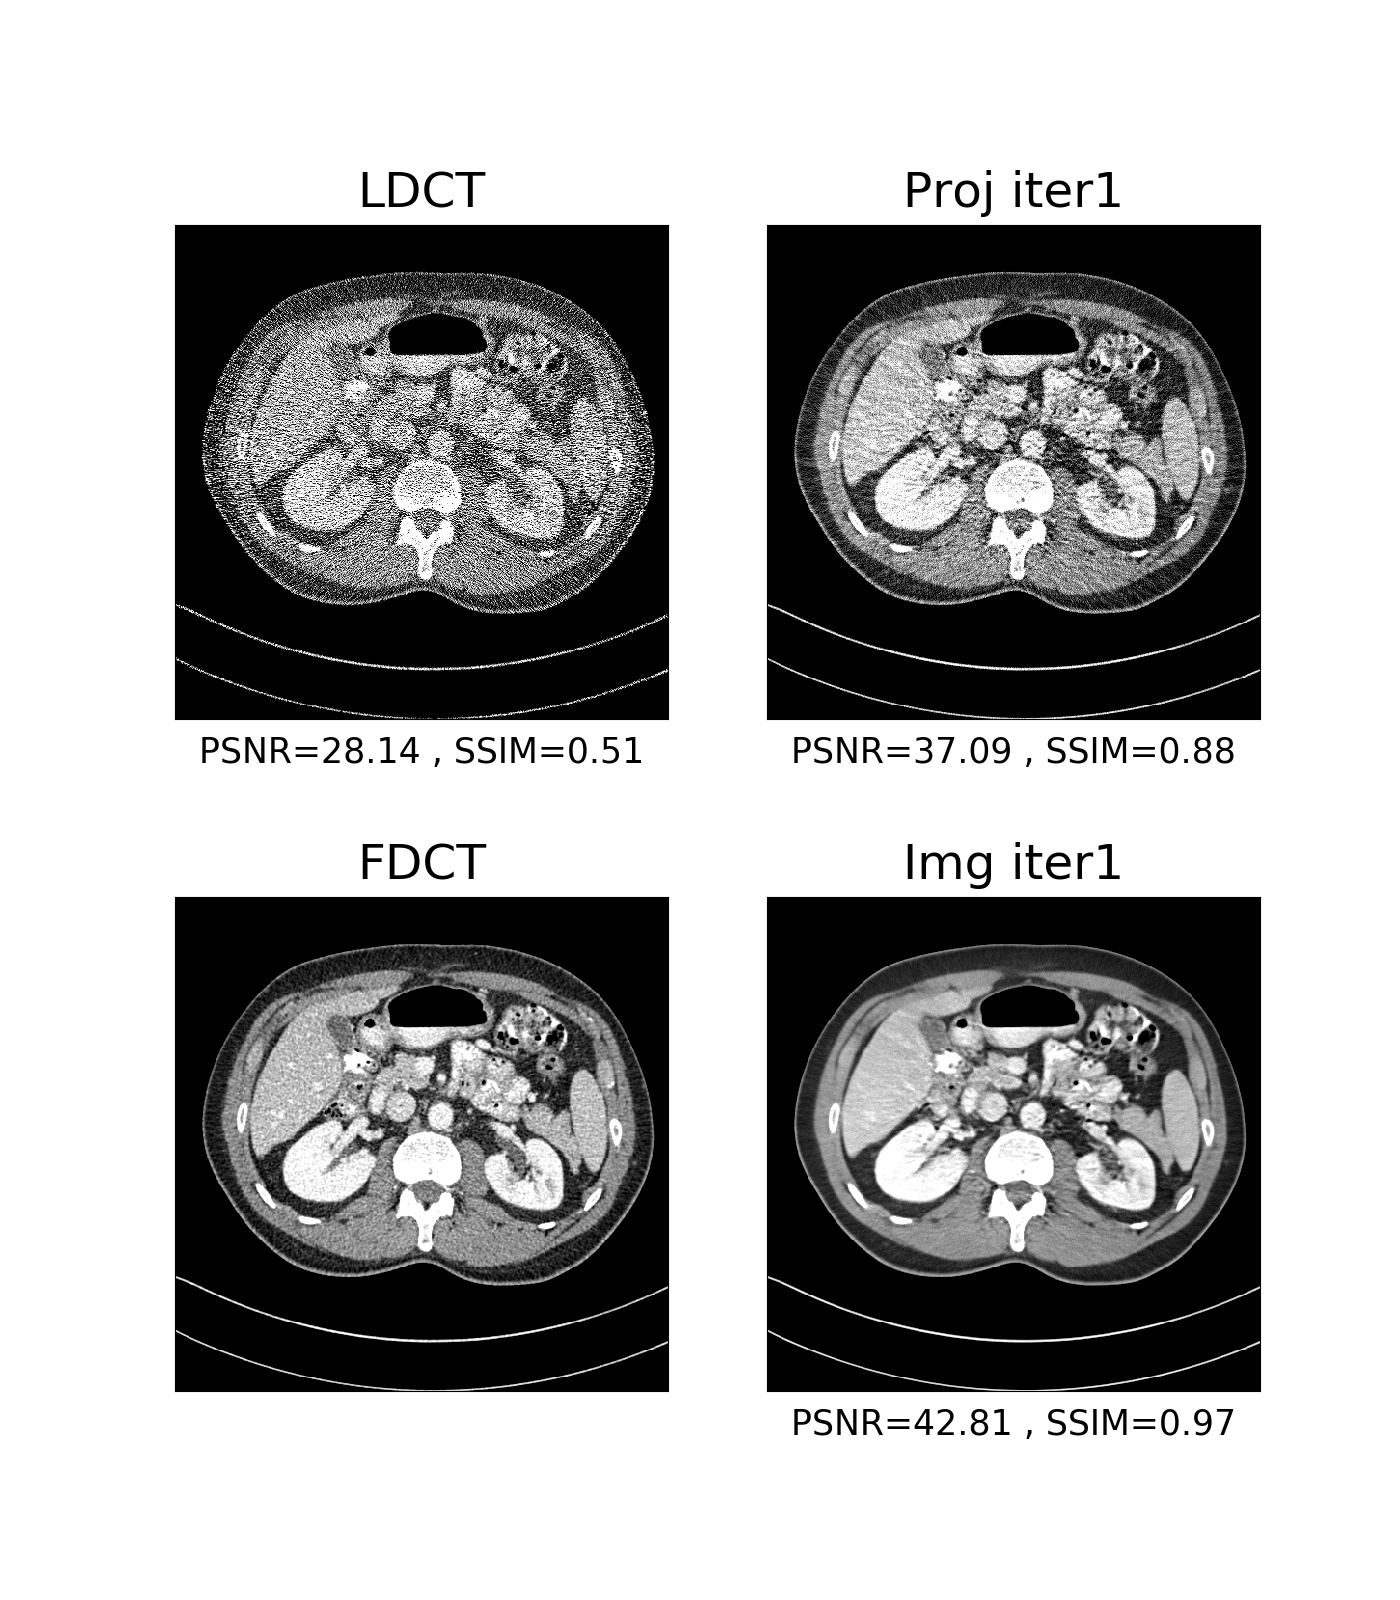 LDCT
Proj iter1
PSNR=28.14 , SSIM=0.51
PSNR=37.09 , SSIM=0.88
FDCT
Img iter1
PSNR=42.81 , SSIM=0.97